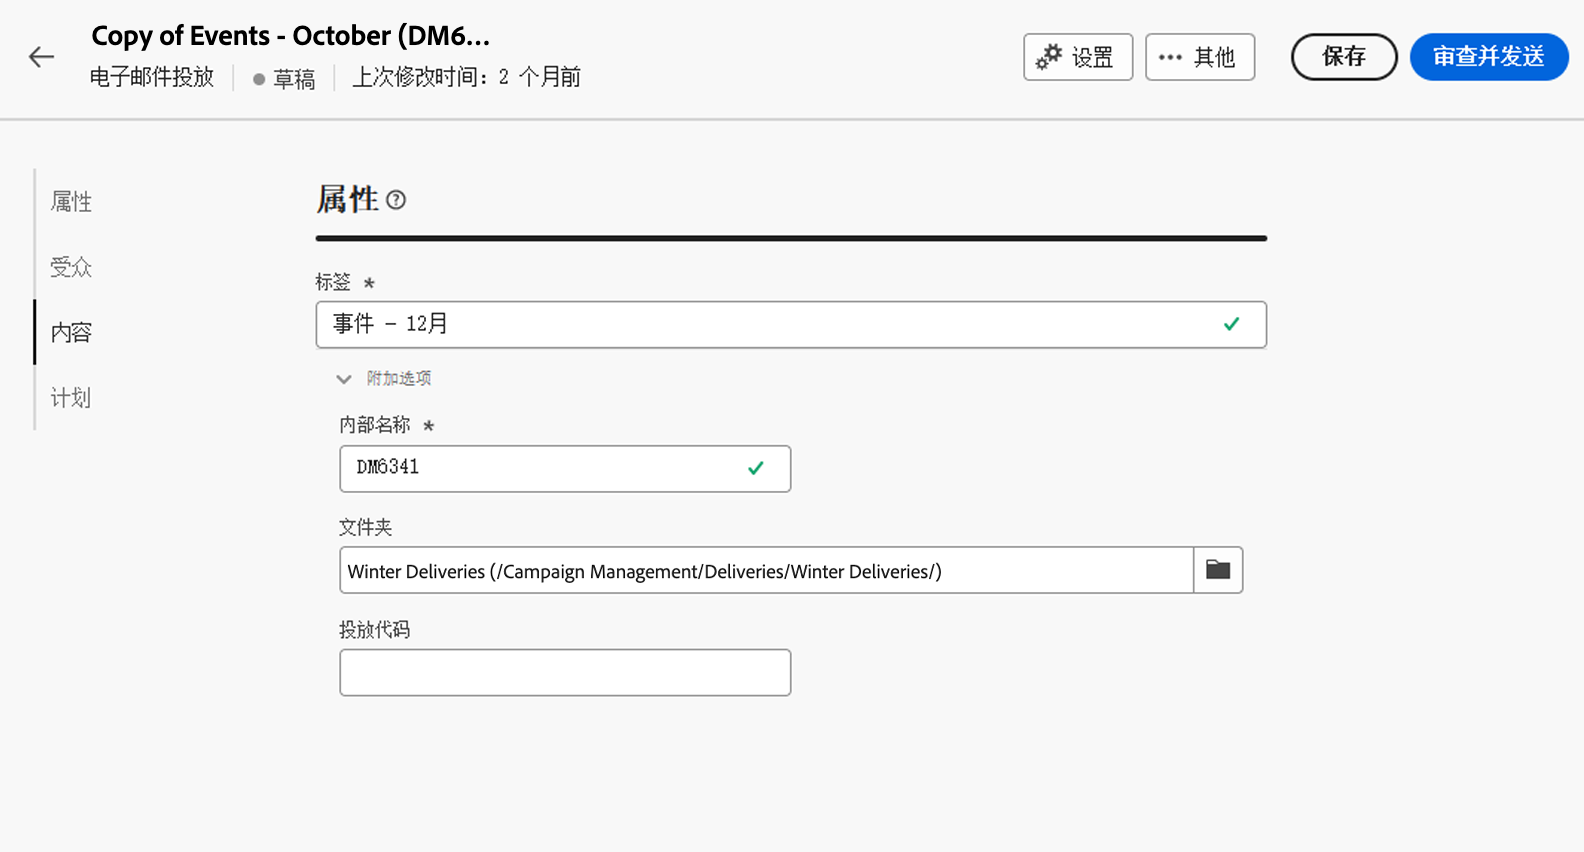 Copy of Events - October (DM6...
电子邮件投放 草稿 上次修改时间：2 个月前
设置 ••• 其他 保存 审查并发送
属性
受众
内容
计划
属性
标签 *
事件 - 12月
附加选项
内部名称 *
DM6341
文件夹
Winter Deliveries (/Campaign Management/Deliveries/Winter Deliveries/)
投放代码